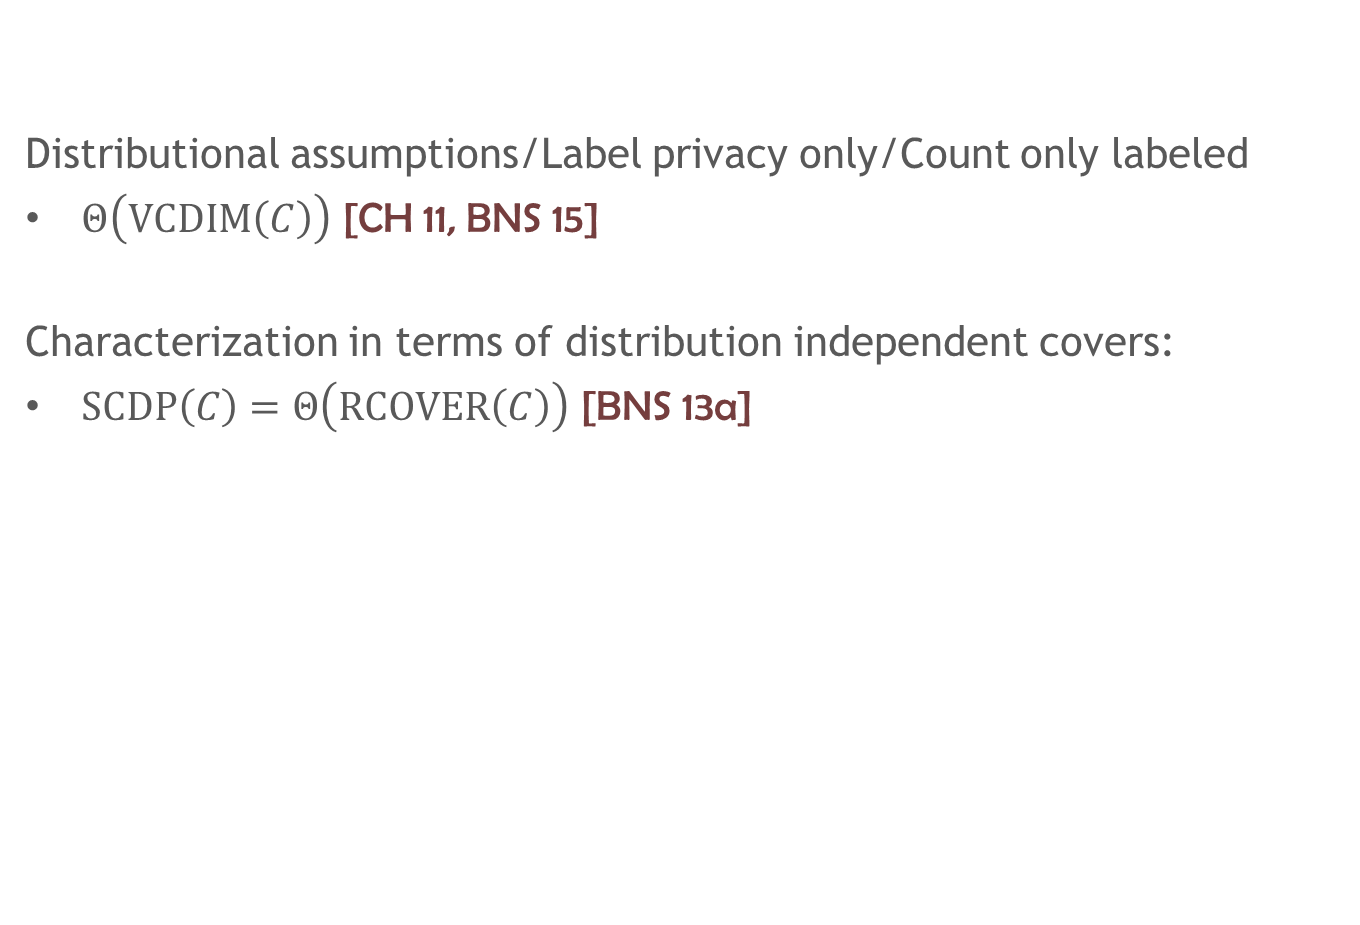 Distributional assumptions/Label privacy only/Count only labeled
• Θ(VCDIM(C)) [CH 11, BNS 15]
Characterization in terms of distribution independent covers:
• SCDP(C) = Θ(RCOVER(C)) [BNS 13a]